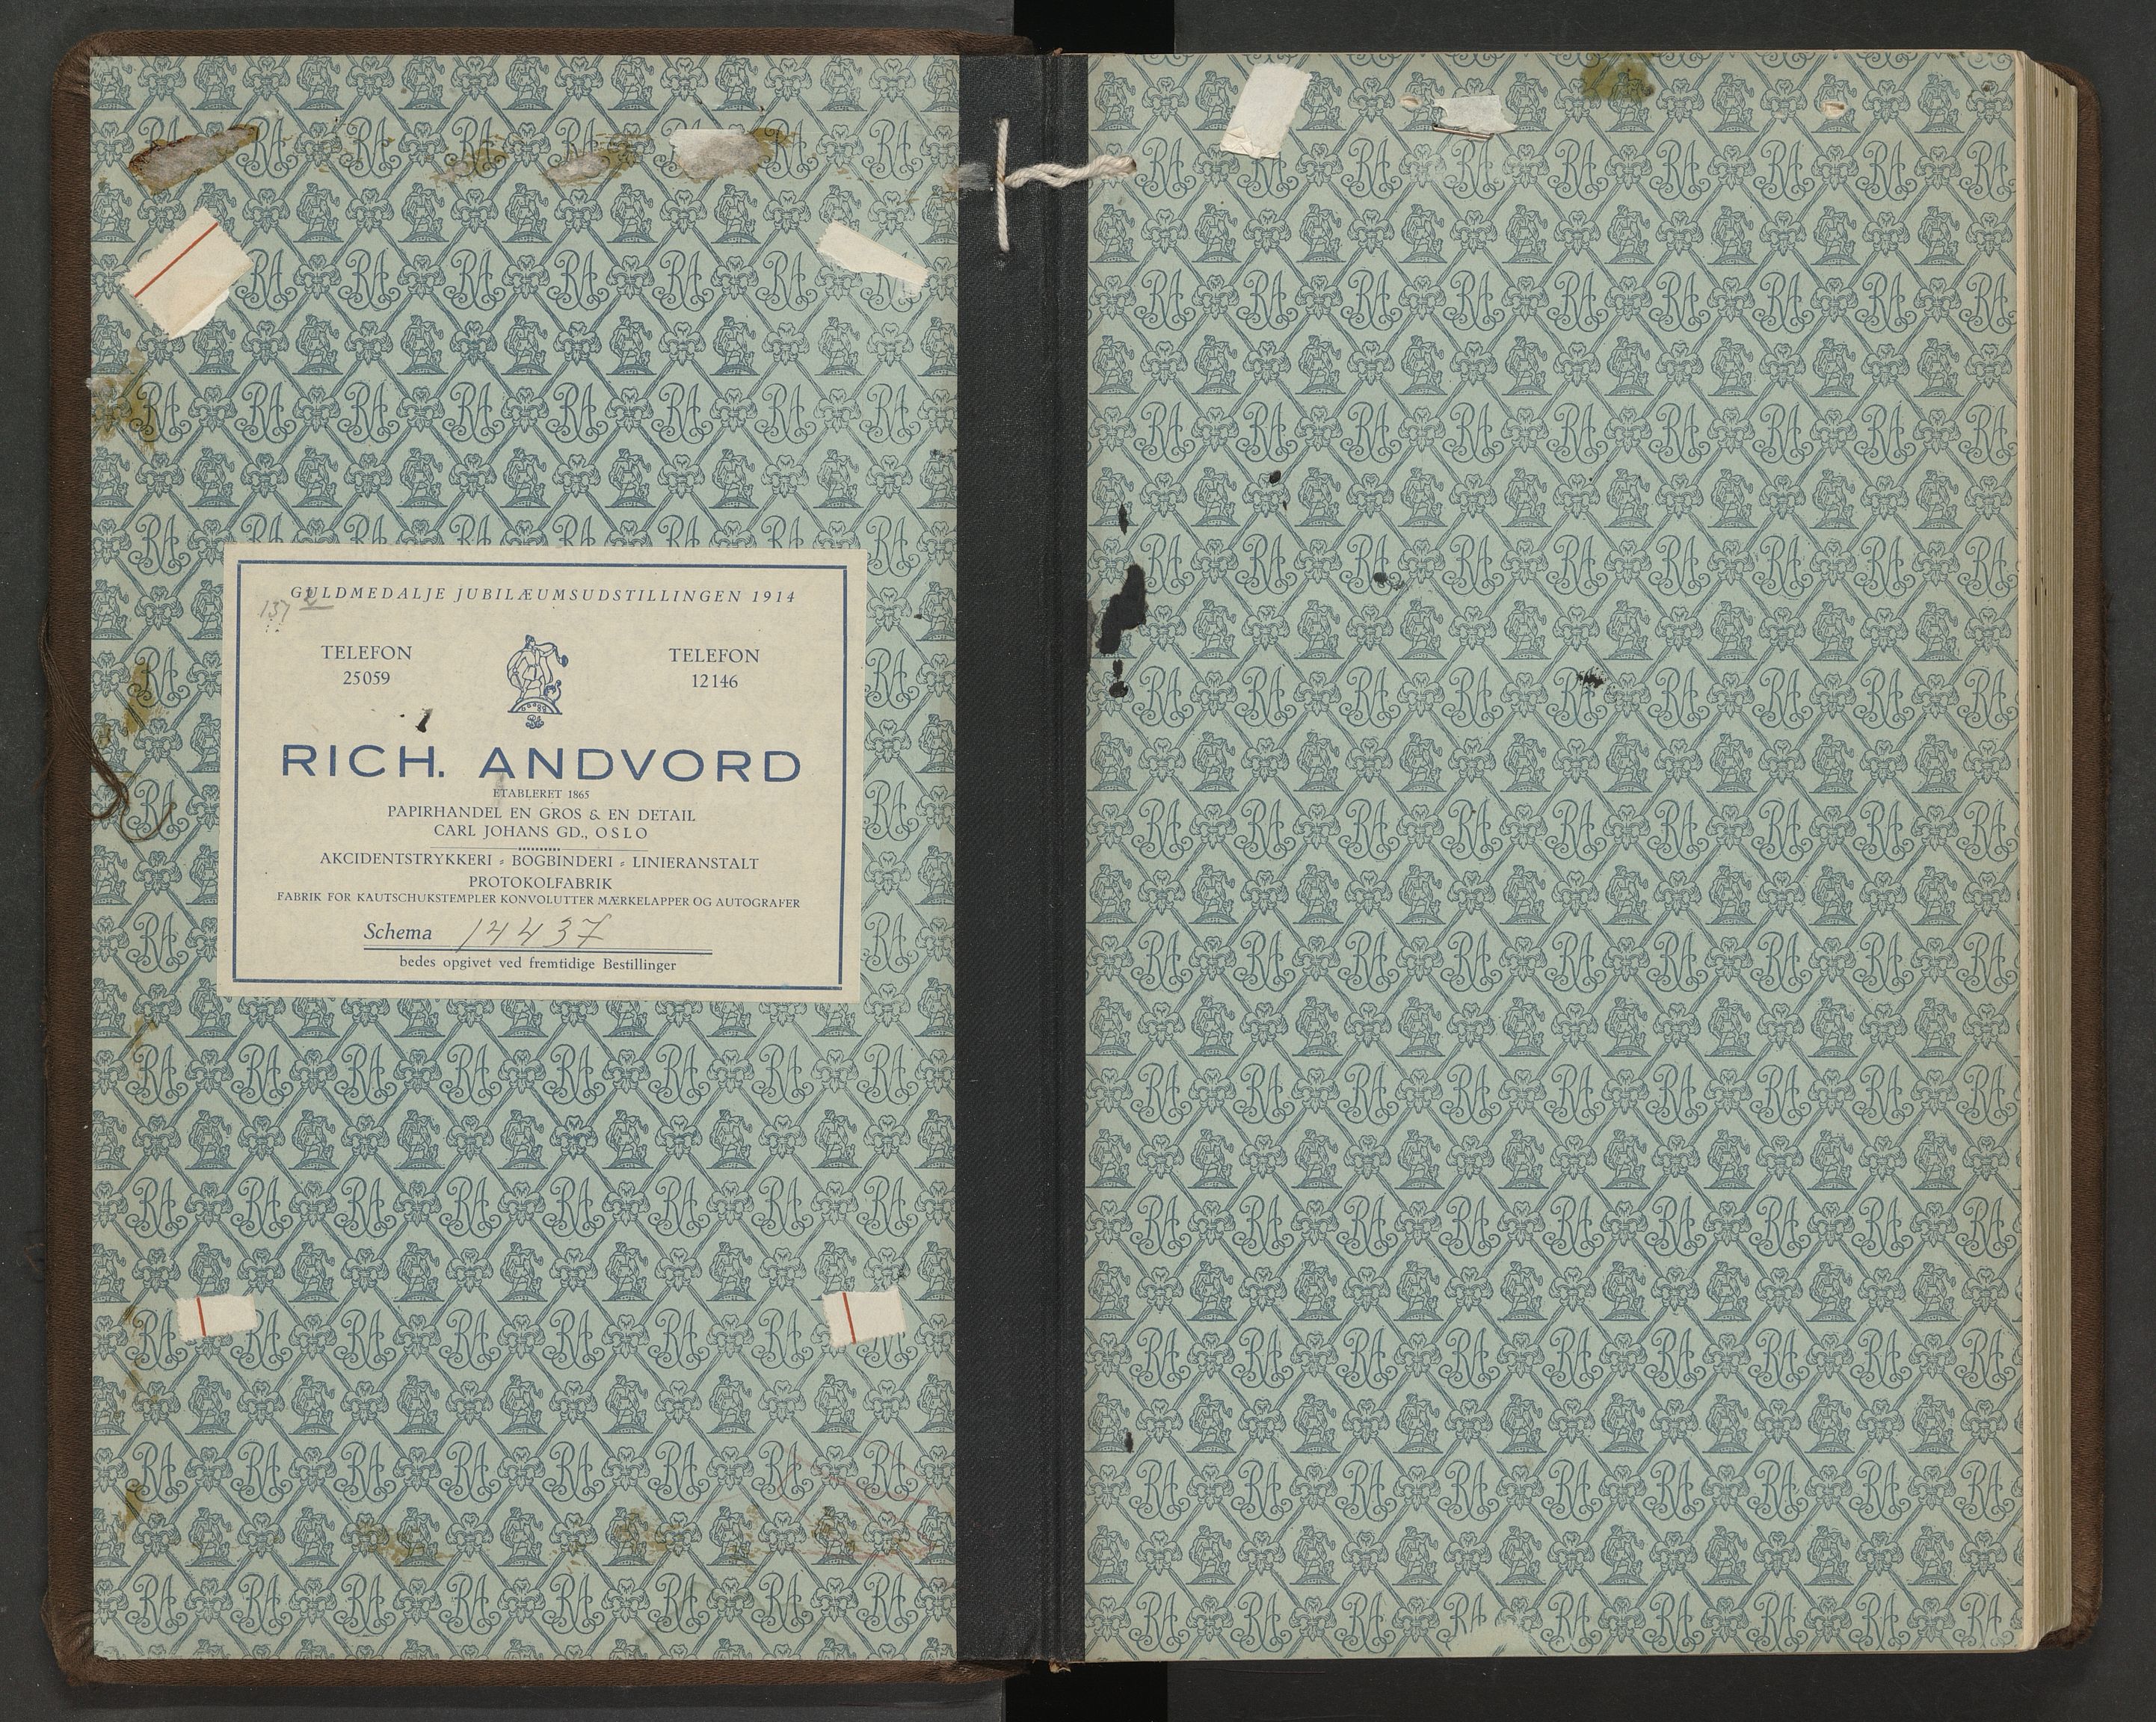 GULDMEDALJE JUBILÆUMSUDSTILLINGEN 1914
137
TELEFON
25059
TELEFON
12146
RICH. ANDVORD
ETABLERET 1865
PAPIRHANDEL EN GROS & EN DETAIL
CARL JOHANS GD., OSLO
AKCIDENTSTRYKKERI - BOGBINDERI - LINIERANSTALT
PROTOKOLFABRIK
FABRIK FOR KAUTSCHUKSTEMPLER KONVOLUTTER MÆRKELAPPER OG AUTOGRAFER
Schema 14437
bedes opgivet ved fremtidige Bestillinger